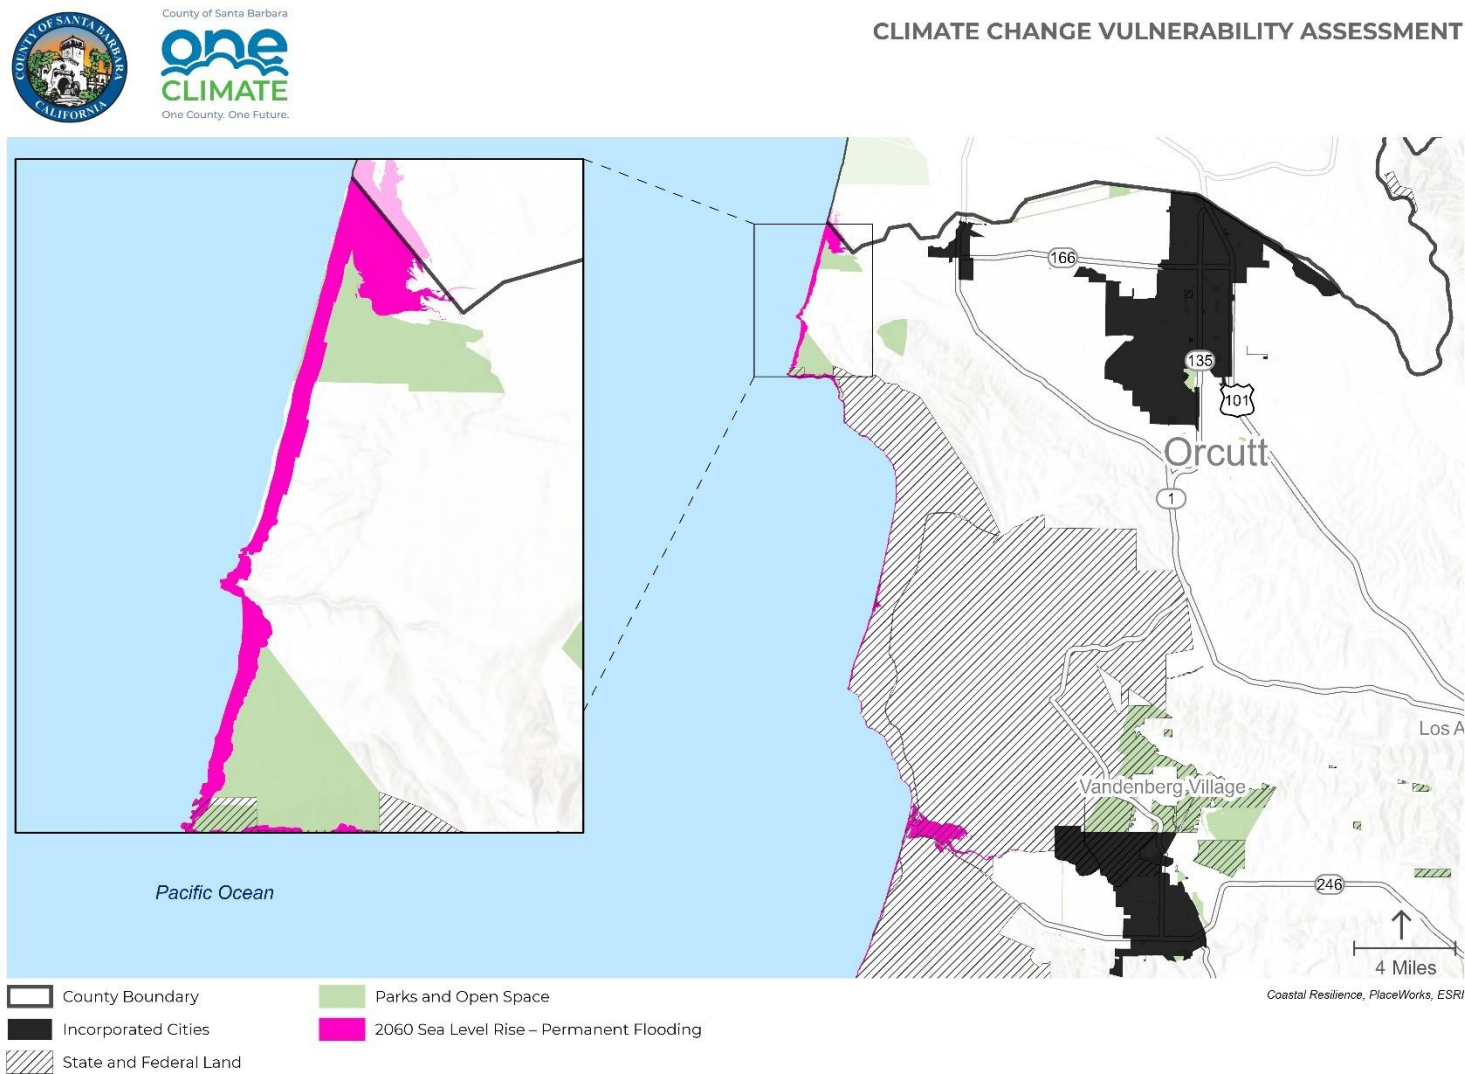 COUNTY OF SANTA BARBARA
CALIFORNIA
County of Santa Barbara
one
CLIMATE
One County. One Future.
CLIMATE CHANGE VULNERABILITY ASSESSMENT
166
135
101
Orcutt
1
Los A
Vandenberg Village
246
Pacific Ocean
4 Miles
Coastal Resilience, PlaceWorks, ESRI
County Boundary
Parks and Open Space
Incorporated Cities
2060 Sea Level Rise – Permanent Flooding
State and Federal Land